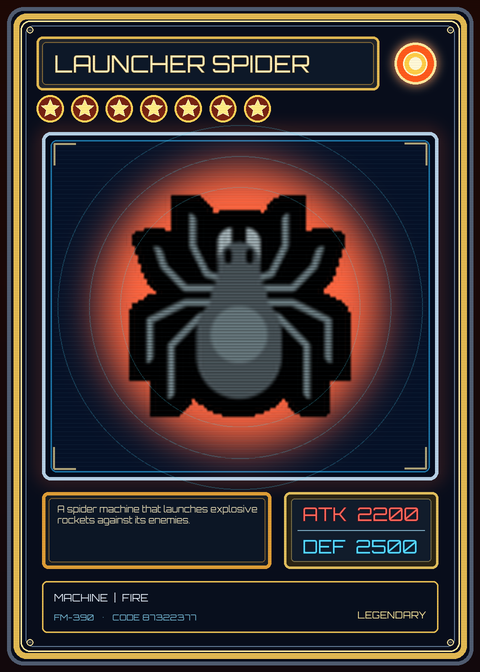 LAUNCHER SPIDER
A spider machine that launches explosive
rockets against its enemies.
ATK 2200
DEF 2500
MACHINE | FIRE
FM-390 · CODE 87322377
LEGENDARY